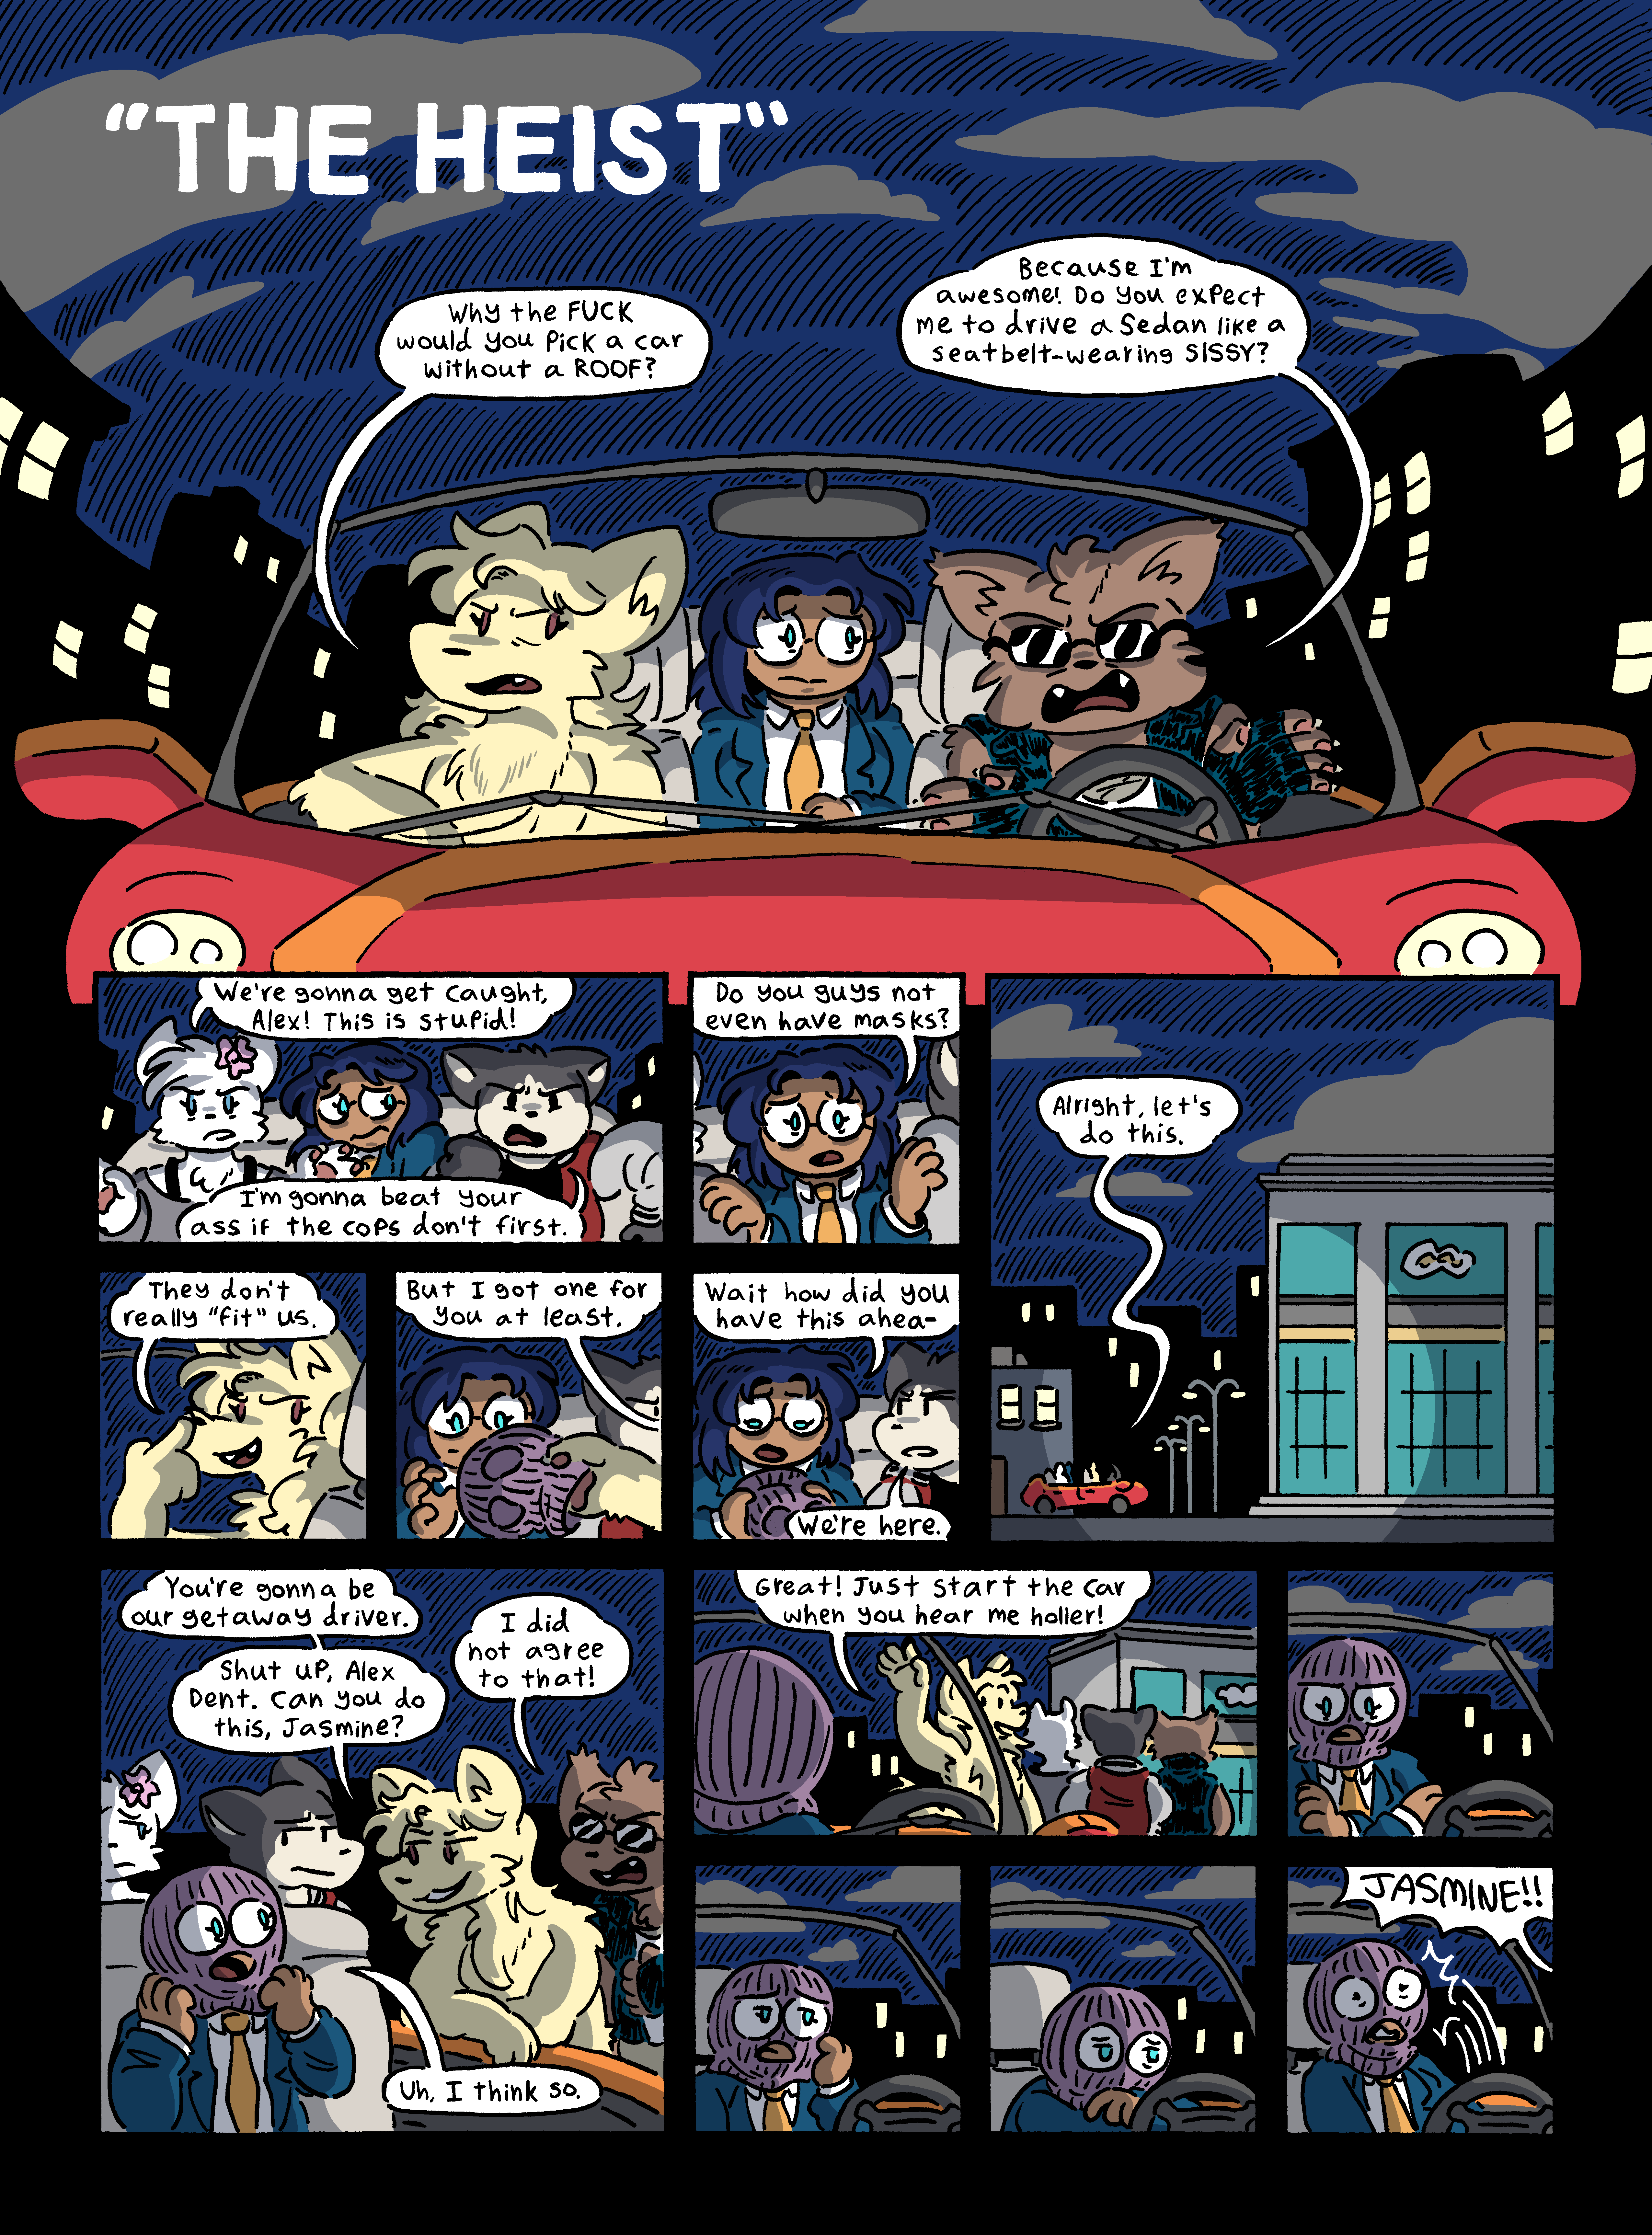 "THE HEIST"
Why the FUCK
would you pick a car
without a ROOF?
Because I'm
awesome! Do you expect
me to drive a Sedan like a
seatbelt-wearing SISSY?
We're gonna get caught,
Alex! This is stupid!
I'm gonna beat your
ass if the cops don't first.
Do you guys not
even have masks?
They don't
really "fit" us.
But I got one for
you at least.
Wait how did you
have this ahea-
We're here.
Alright, let's
do this.
You're gonna be
our getaway driver.
Shut up, Alex
Dent. Can you do
this, Jasmine?
I did
not agree
to that!
Uh, I think so.
Great! Just start the car
when you hear me holler!
JASMINE!!